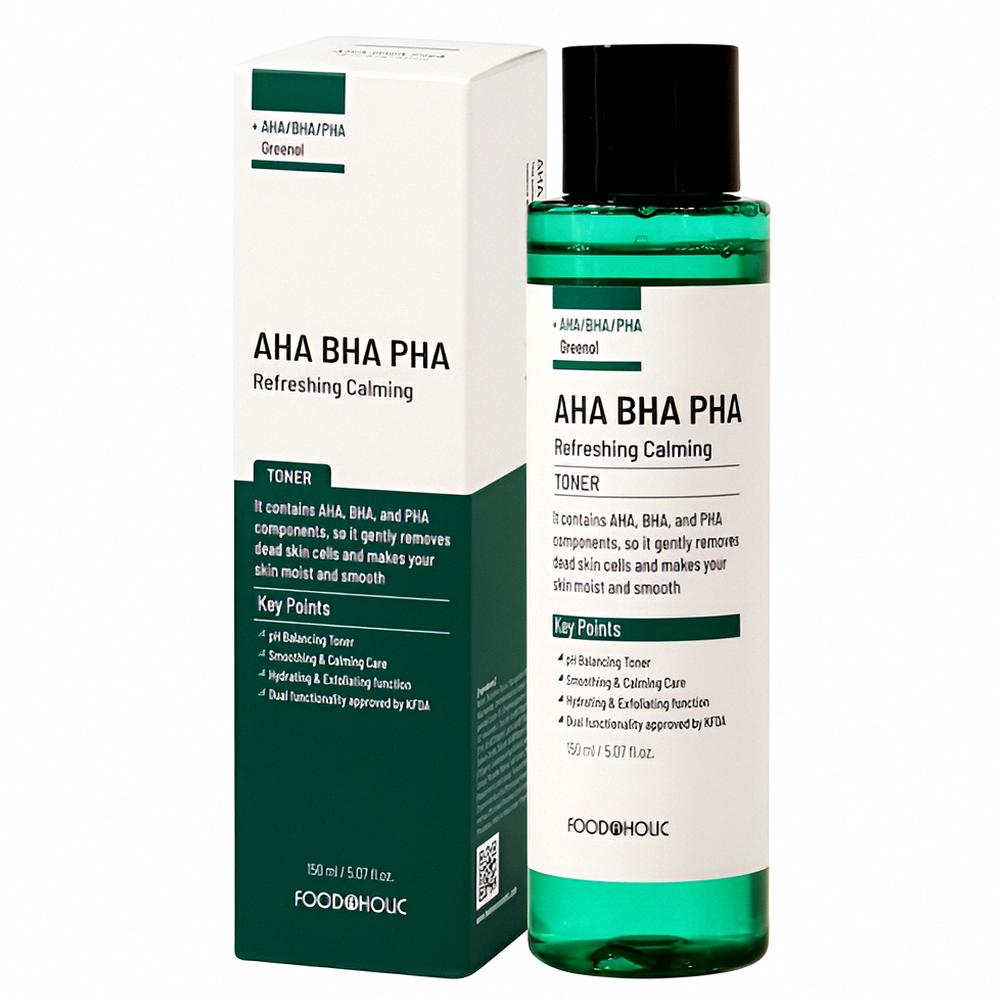 + AHA/BHA/PHA
Greenol
AHA BHA PHA
Refreshing Calming
TONER
It contains AHA, BHA, and PHA
components, so it gently removes
dead skin cells and makes your
skin moist and smooth
Key Points
pH Balancing Toner
Smoothing & Calming Care
Hydrating & Exfoliating function
Dual functionality approved by KFDA
150 ml / 5.07 fl.oz.
FOODAHOLIC
AHA
+ AHA/BHA/PHA
Greenol
AHA BHA PHA
Refreshing Calming
TONER
It contains AHA, BHA, and PHA
components, so it gently removes
dead skin cells and makes your
skin moist and smooth
Key Points
pH Balancing Toner
Smoothing & Calming Care
Hydrating & Exfoliating function
Dual functionality approved by KFDA
150 ml / 5.07 fl.oz.
FOODAHOLIC